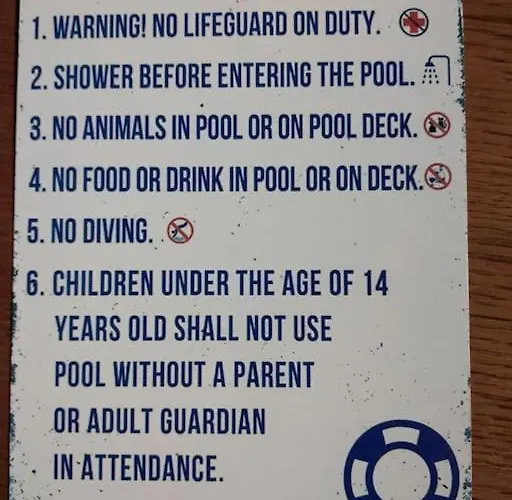 1. WARNING! NO LIFEGUARD ON DUTY.
2. SHOWER BEFORE ENTERING THE POOL.
3. NO ANIMALS IN POOL OR ON POOL DECK.
4. NO FOOD OR DRINK IN POOL OR ON DECK.
5. NO DIVING.
6. CHILDREN UNDER THE AGE OF 14
YEARS OLD SHALL NOT USE
POOL WITHOUT A PARENT
OR ADULT GUARDIAN
IN ATTENDANCE.